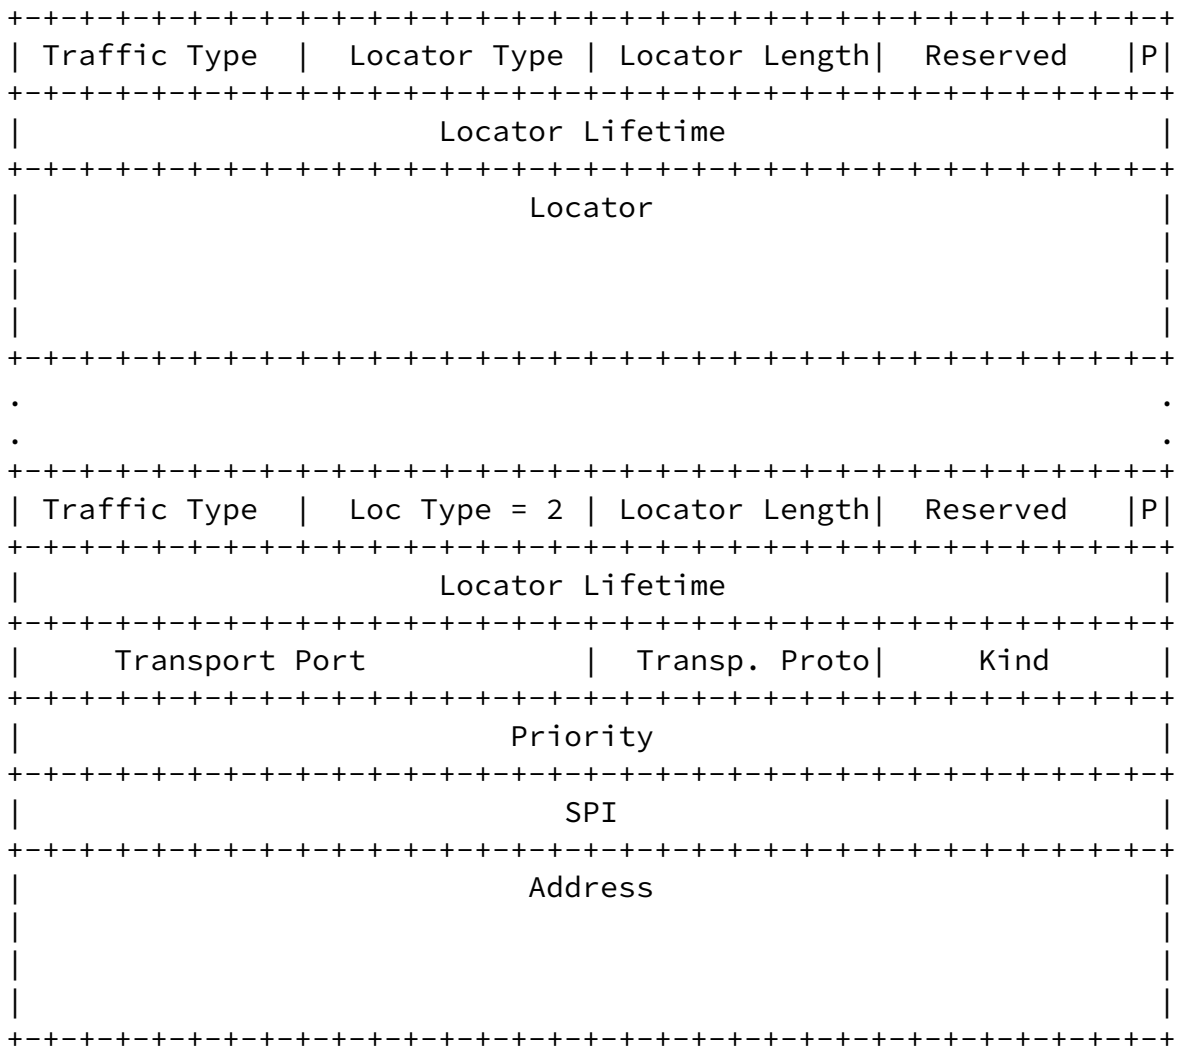 +-+-+-+-+-+-+-+-+-+-+-+-+-+-+-+-+-+-+-+-+-+-+-+-+-+-+-+-+-+-+-+-+
| Traffic Type  |  Locator Type | Locator Length|  Reserved   |P|
+-+-+-+-+-+-+-+-+-+-+-+-+-+-+-+-+-+-+-+-+-+-+-+-+-+-+-+-+-+-+-+-+
|                       Locator Lifetime                        |
+-+-+-+-+-+-+-+-+-+-+-+-+-+-+-+-+-+-+-+-+-+-+-+-+-+-+-+-+-+-+-+-+
|                            Locator                            |
|                                                               |
|                                                               |
|                                                               |
+-+-+-+-+-+-+-+-+-+-+-+-+-+-+-+-+-+-+-+-+-+-+-+-+-+-+-+-+-+-+-+-+
.                                                               .
.                                                               .
+-+-+-+-+-+-+-+-+-+-+-+-+-+-+-+-+-+-+-+-+-+-+-+-+-+-+-+-+-+-+-+-+
| Traffic Type  |  Loc Type = 2 | Locator Length|  Reserved   |P|
+-+-+-+-+-+-+-+-+-+-+-+-+-+-+-+-+-+-+-+-+-+-+-+-+-+-+-+-+-+-+-+-+
|                       Locator Lifetime                        |
+-+-+-+-+-+-+-+-+-+-+-+-+-+-+-+-+-+-+-+-+-+-+-+-+-+-+-+-+-+-+-+-+
|     Transport Port            |  Transp. Proto|     Kind      |
+-+-+-+-+-+-+-+-+-+-+-+-+-+-+-+-+-+-+-+-+-+-+-+-+-+-+-+-+-+-+-+-+
|                           Priority                            |
+-+-+-+-+-+-+-+-+-+-+-+-+-+-+-+-+-+-+-+-+-+-+-+-+-+-+-+-+-+-+-+-+
|                              SPI                              |
+-+-+-+-+-+-+-+-+-+-+-+-+-+-+-+-+-+-+-+-+-+-+-+-+-+-+-+-+-+-+-+-+
|                            Address                            |
|                                                               |
|                                                               |
|                                                               |
+-+-+-+-+-+-+-+-+-+-+-+-+-+-+-+-+-+-+-+-+-+-+-+-+-+-+-+-+-+-+-+-+